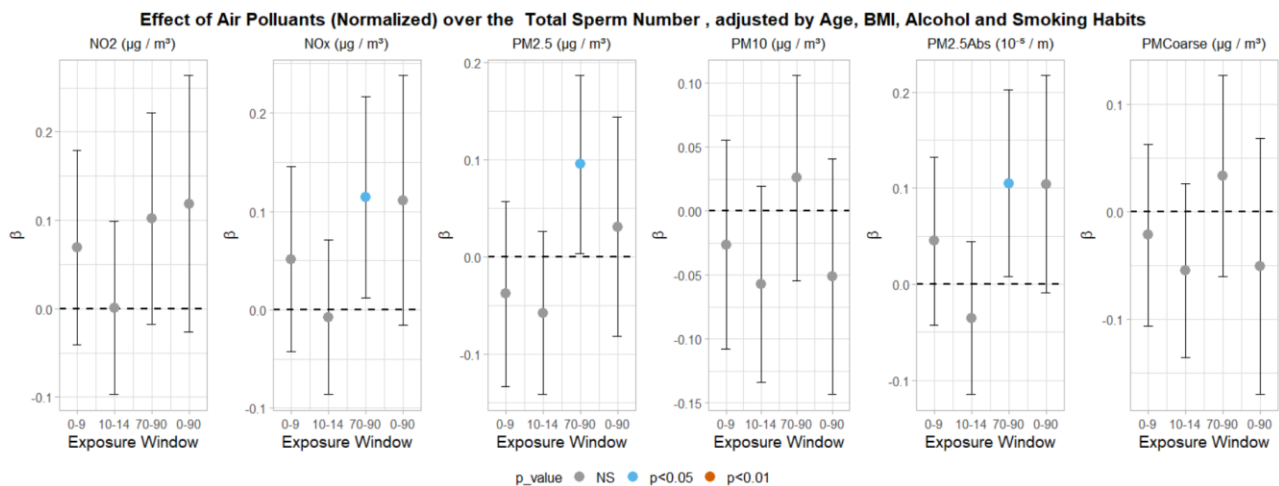 Effect of Air Polluants (Normalized) over the  Total Sperm Number , adjusted by Age, BMI, Alcohol and Smoking Habits
NO2 (µg / m³)
NOx (µg / m³)
PM2.5 (µg / m³)
PM10 (µg / m³)
PM2.5Abs (10⁻⁵ / m)
PMCoarse (µg / m³)
β
0.2
0.1
0.0
-0.1
0-9 10-14 70-90 0-90
Exposure Window
β
0.2
0.1
0.0
-0.1
0-9 10-14 70-90 0-90
Exposure Window
β
0.2
0.1
0.0
-0.1
0-9 10-14 70-90 0-90
Exposure Window
β
0.10
0.05
0.00
-0.05
-0.10
-0.15
0-9 10-14 70-90 0-90
Exposure Window
β
0.2
0.1
0.0
-0.1
0-9 10-14 70-90 0-90
Exposure Window
β
0.1
0.0
-0.1
0-9 10-14 70-90 0-90
Exposure Window
p_value NS p<0.05 p<0.01